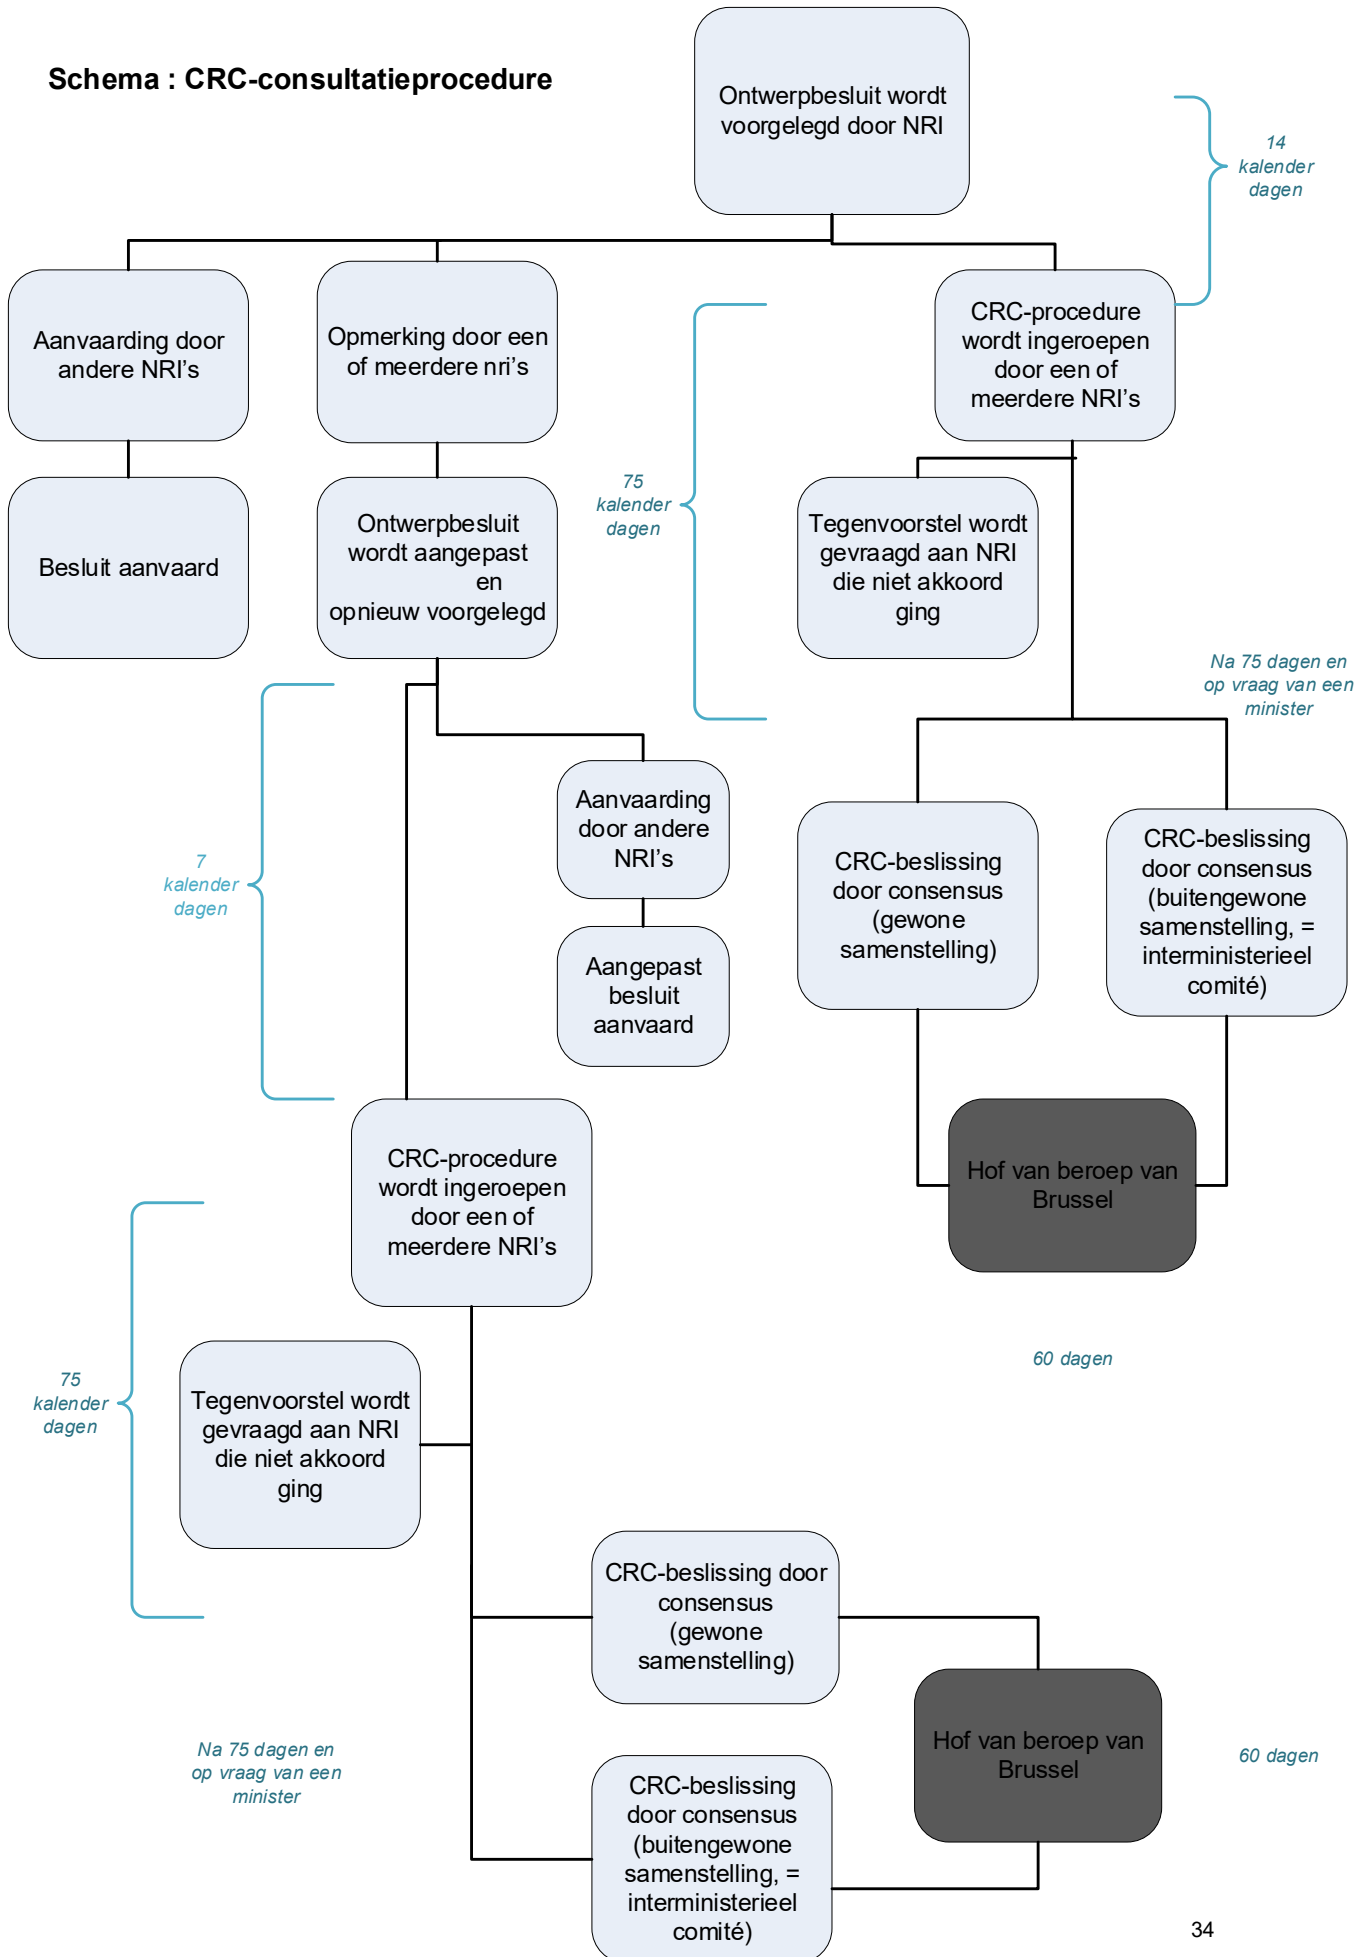 Schema : CRC-consultatieprocedure
Ontwerpbesluit wordt
voorgelegd door NRI
14
kalender
dagen
Aanvaarding door
andere NRI's
Opmerking door een
of meerdere nri's
CRC-procedure
wordt ingeroepen
door een of
meerdere NRI's
75
kalender
dagen
Besluit aanvaard
Ontwerpbesluit
wordt aangepast
en
opnieuw voorgelegd
Tegenvoorstel wordt
gevraagd aan NRI
die niet akkoord
ging
Na 75 dagen en
op vraag van een
minister
7
kalender
dagen
Aanvaarding
door andere
NRI's
Aangepast
besluit
aanvaard
CRC-beslissing
door consensus
(gewone
samenstelling)
CRC-beslissing
door consensus
(buitengewone
samenstelling, =
interministerieel
comité)
Hof van beroep van
Brussel
60 dagen
CRC-procedure
wordt ingeroepen
door een of
meerdere NRI's
75
kalender
dagen
Tegenvoorstel wordt
gevraagd aan NRI
die niet akkoord
ging
CRC-beslissing door
consensus
(gewone
samenstelling)
Na 75 dagen en
op vraag van een
minister
CRC-beslissing
door consensus
(buitengewone
samenstelling, =
interministerieel
comité)
Hof van beroep van
Brussel
60 dagen
34